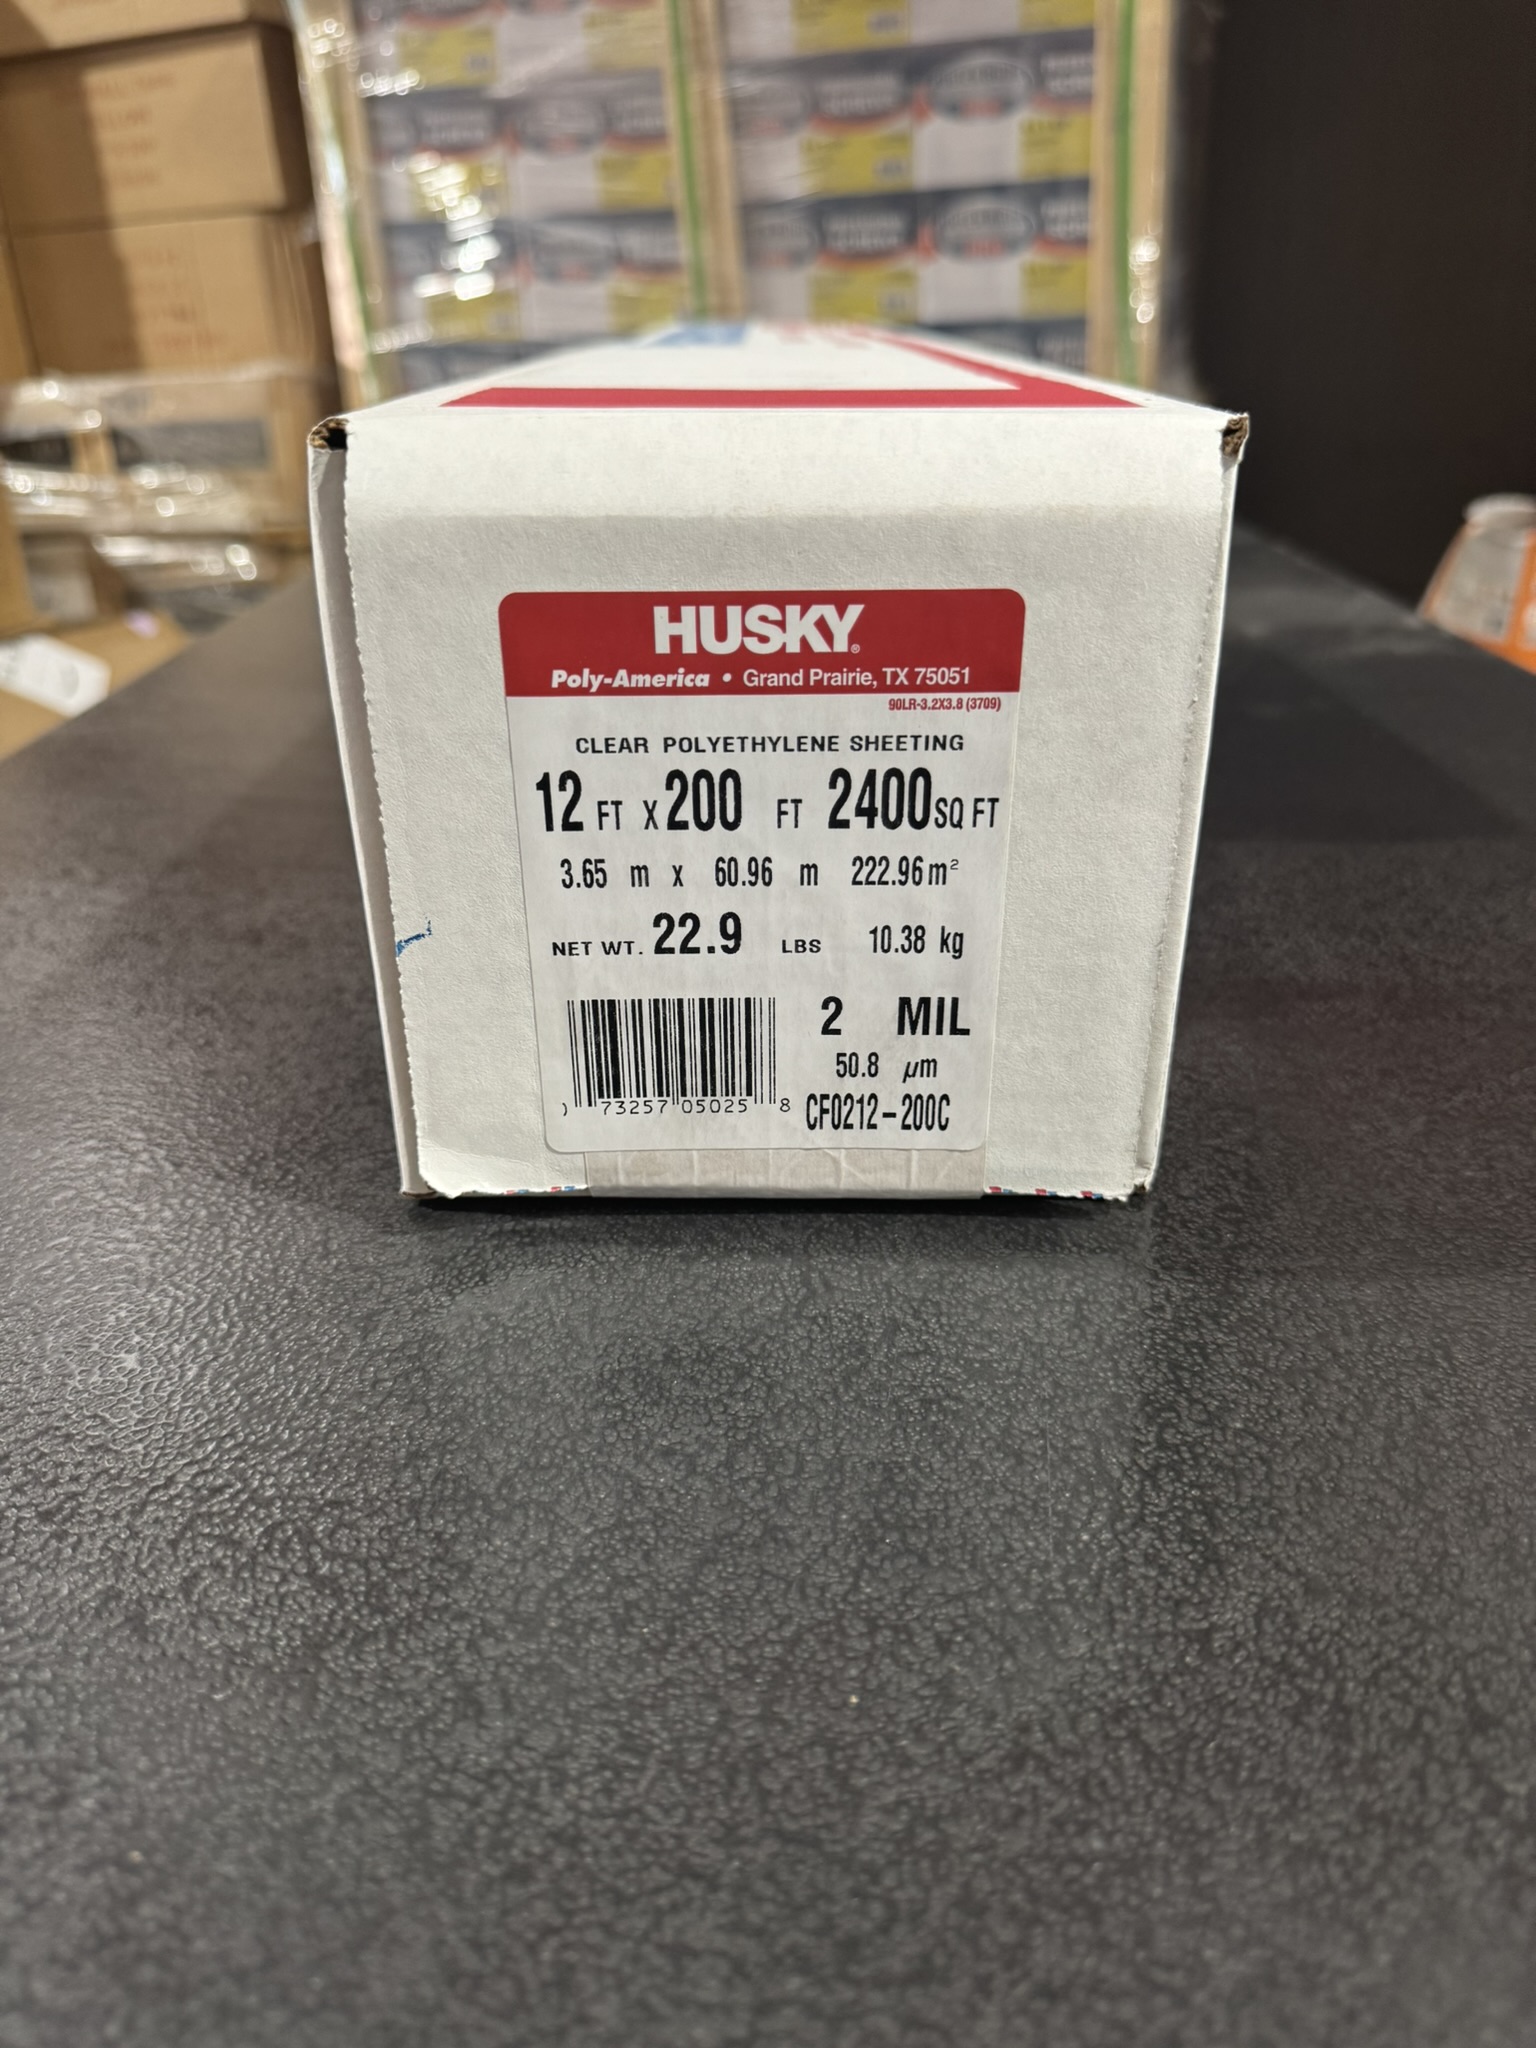 HUSKY®
Poly-America • Grand Prairie, TX 75051
90LR-3.2X3.8 (3709)
CLEAR POLYETHYLENE SHEETING
12 FT X 200 FT 2400 SQ FT
3.65 m x 60.96 m 222.96 m²
NET WT. 22.9 LBS 10.38 kg
2 MIL
50.8 µm
73257 05025 8
CF0212-200C